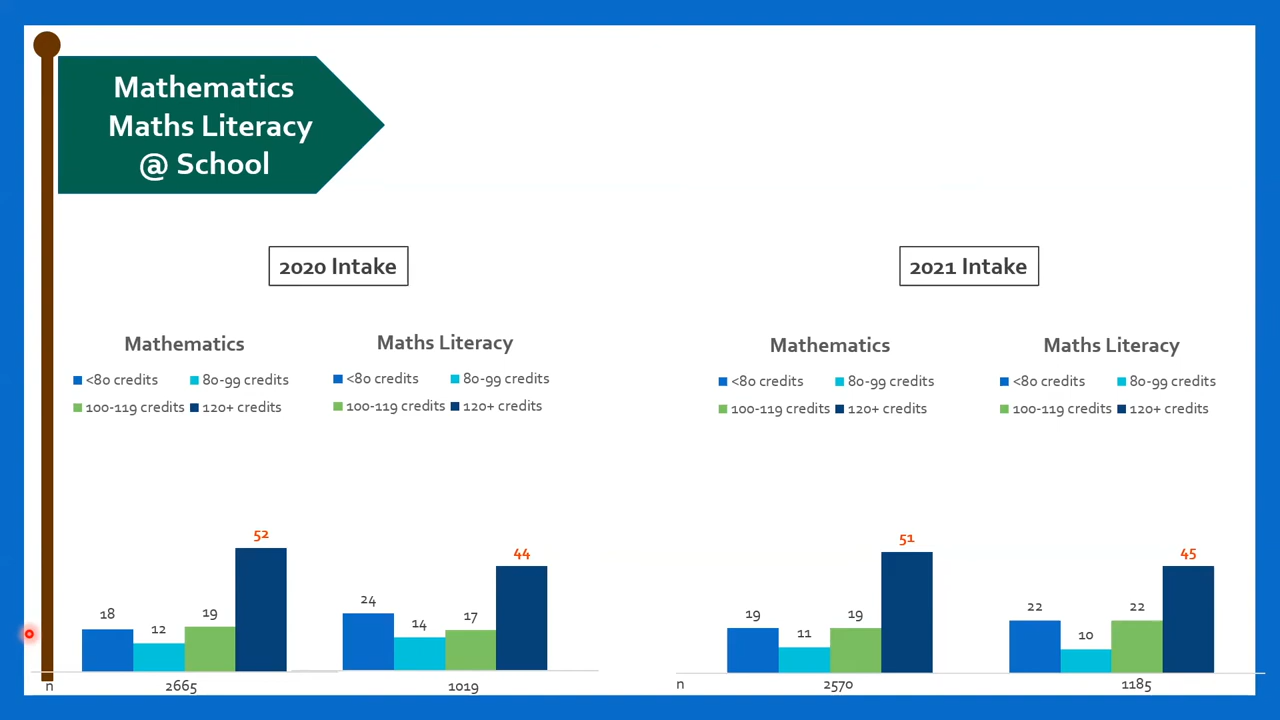 Mathematics
Maths Literacy
@ School
2020 Intake
Mathematics
<80 credits 80-99 credits
100-119 credits 120+ credits
18 12 19 52
Maths Literacy
<80 credits 80-99 credits
100-119 credits 120+ credits
24 14 17 44
n 2665 1019
2021 Intake
Mathematics
<80 credits 80-99 credits
100-119 credits 120+ credits
19 11 19 51
Maths Literacy
<80 credits 80-99 credits
100-119 credits 120+ credits
22 10 22 45
n 2570 1185